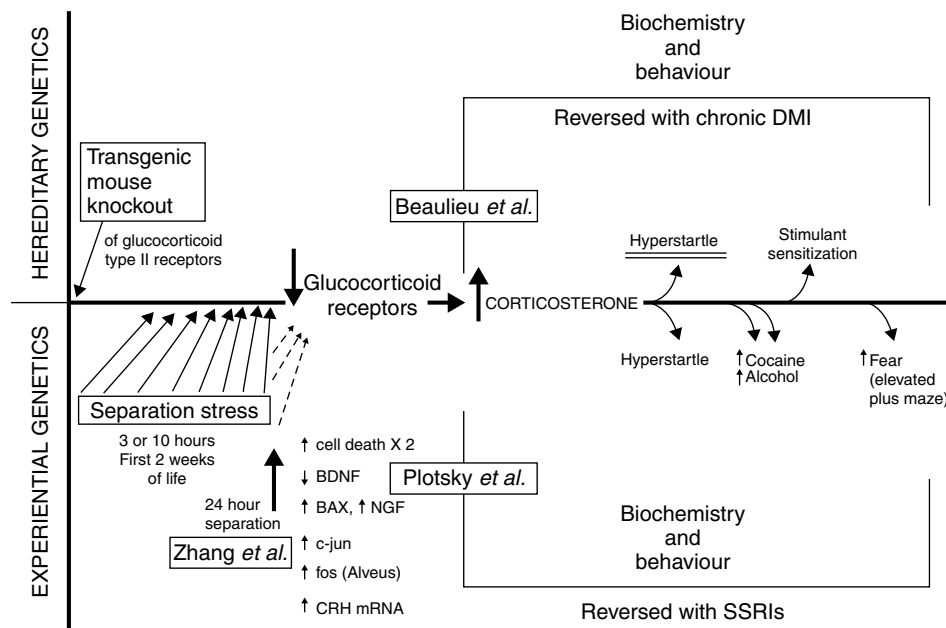 HEREDITARY GENETICS
EXPERIENTIAL GENETICS
Biochemistry
and
behaviour
Reversed with chronic DMI
Transgenic
mouse
knockout
of glucocorticoid
type II receptors
Beaulieu et al.
Hyperstartle
Stimulant
sensitization
Glucocorticoid
receptors
CORTICOSTERONE
Hyperstartle
↑ Cocaine
↑ Alcohol
↑ Fear
(elevated
plus maze)
Separation stress
3 or 10 hours
First 2 weeks
of life
24 hour
separation
Zhang et al.
↑ cell death X 2
↓ BDNF
↑ BAX, ↑ NGF
↑ c-jun
↑ fos (Alveus)
↑ CRH mRNA
Plotsky et al.
Biochemistry
and
behaviour
Reversed with SSRIs